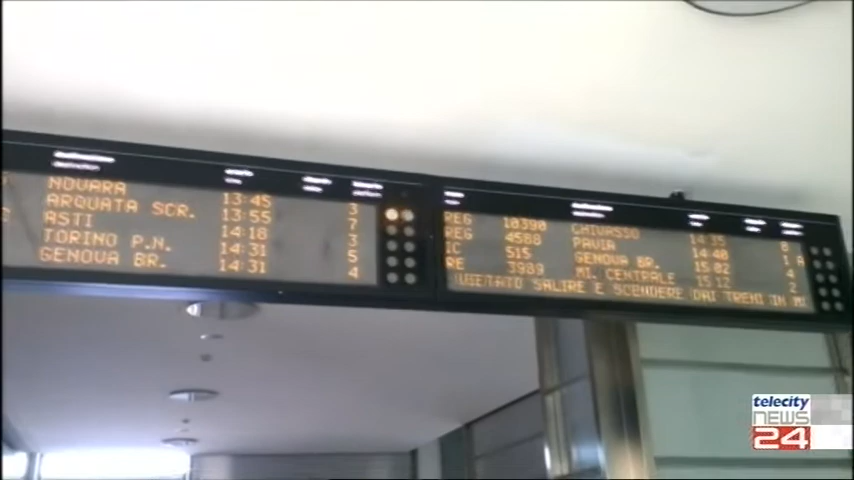 NOVARA 13:45 3
ARQUATA SCR. 13:55 7
ASTI 14:18 3
TORINO P.N. 14:31 5
GENOVA BR. 14:31 4
REG 10390 CHIVASSO 14:35 8
REG 4588 PAVIA 14:40 1
IC 515 GENOVA BR. 15:02 4
RE 3989 MI.CENTRALE 15:12 2
VIETATO SALIRE E SCENDERE DAI TRENI IN M
telecity
NEWS
24